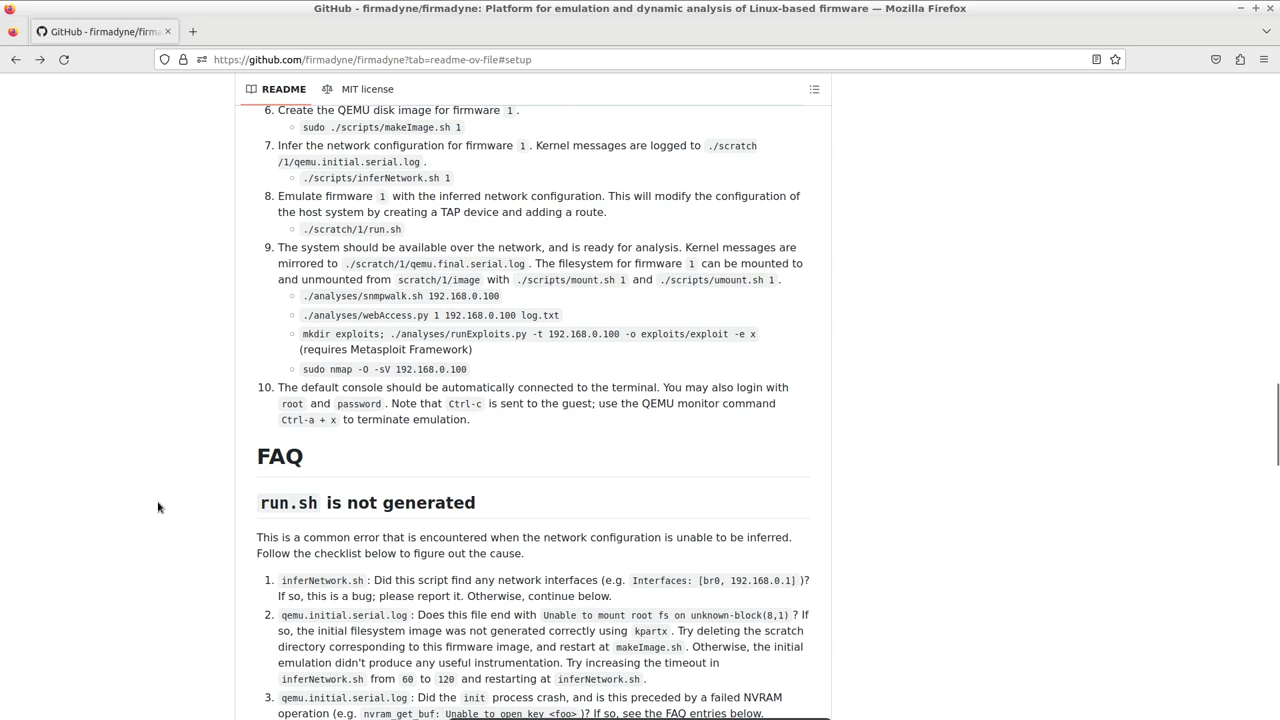 GitHub - firmadyne/firmadyne: Platform for emulation and dynamic analysis of Linux-based firmware — Mozilla Firefox
GitHub - firmadyne/firma
https://github.com/firmadyne/firmadyne?tab=readme-ov-file#setup
README
MIT license
6. Create the QEMU disk image for firmware 1.
sudo ./scripts/makeImage.sh 1
7. Infer the network configuration for firmware 1. Kernel messages are logged to ./scratch
/1/qemu.initial.serial.log.
./scripts/inferNetwork.sh 1
8. Emulate firmware 1 with the inferred network configuration. This will modify the configuration of
the host system by creating a TAP device and adding a route.
./scratch/1/run.sh
9. The system should be available over the network, and is ready for analysis. Kernel messages are
mirrored to ./scratch/1/qemu.final.serial.log. The filesystem for firmware 1 can be mounted to
and unmounted from scratch/1/image with ./scripts/mount.sh 1 and ./scripts/umount.sh 1.
./analyses/snmpwalk.sh 192.168.0.100
./analyses/webAccess.py 1 192.168.0.100 log.txt
mkdir exploits; ./analyses/runExploits.py -t 192.168.0.100 -o exploits/exploit -e x
(requires Metasploit Framework)
sudo nmap -O -sV 192.168.0.100
10. The default console should be automatically connected to the terminal. You may also login with
root and password. Note that Ctrl-c is sent to the guest; use the QEMU monitor command
Ctrl-a + x to terminate emulation.
FAQ
run.sh is not generated
This is a common error that is encountered when the network configuration is unable to be inferred.
Follow the checklist below to figure out the cause.
1. inferNetwork.sh: Did this script find any network interfaces (e.g. Interfaces: [br0, 192.168.0.1])?
If so, this is a bug; please report it. Otherwise, continue below.
2. qemu.initial.serial.log: Does this file end with Unable to mount root fs on unknown-block(8,1)? If
so, the initial filesystem image was not generated correctly using kpartx. Try deleting the scratch
directory corresponding to this firmware image, and restart at makeImage.sh. Otherwise, the initial
emulation didn't produce any useful instrumentation. Try increasing the timeout in
inferNetwork.sh from 60 to 120 and restarting at inferNetwork.sh.
3. qemu.initial.serial.log: Did the init process crash, and is this preceded by a failed NVRAM
operation (e.g. nvram_get_buf: Unable to open key <foo>)? If so, see the FAQ entries below.